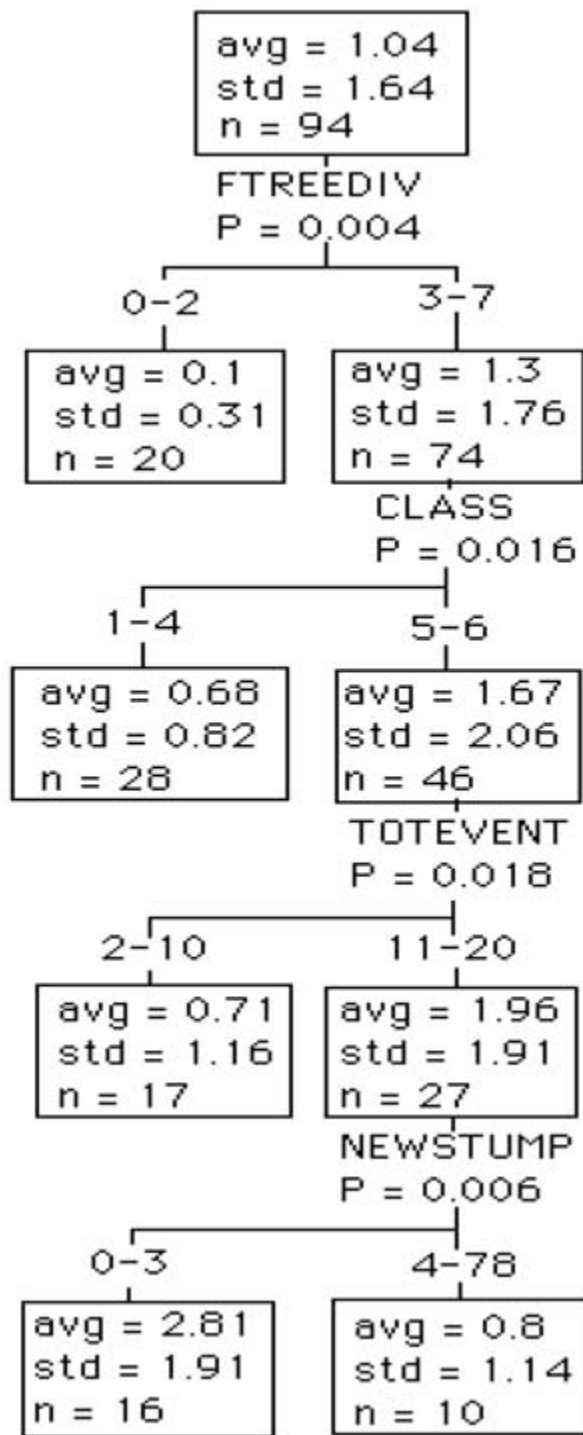 avg = 1.04
std = 1.64
n = 94
FTREEDIV
P = 0.004
0-2
3-7
avg = 0.1
std = 0.31
n = 20
avg = 1.3
std = 1.76
n = 74
CLASS
P = 0.016
1-4
5-6
avg = 0.68
std = 0.82
n = 28
avg = 1.67
std = 2.06
n = 46
TOTEVENT
P = 0.018
2-10
11-20
avg = 0.71
std = 1.16
n = 17
avg = 1.96
std = 1.91
n = 27
NEWSTUMP
P = 0.006
0-3
4-78
avg = 2.81
std = 1.91
n = 16
avg = 0.8
std = 1.14
n = 10